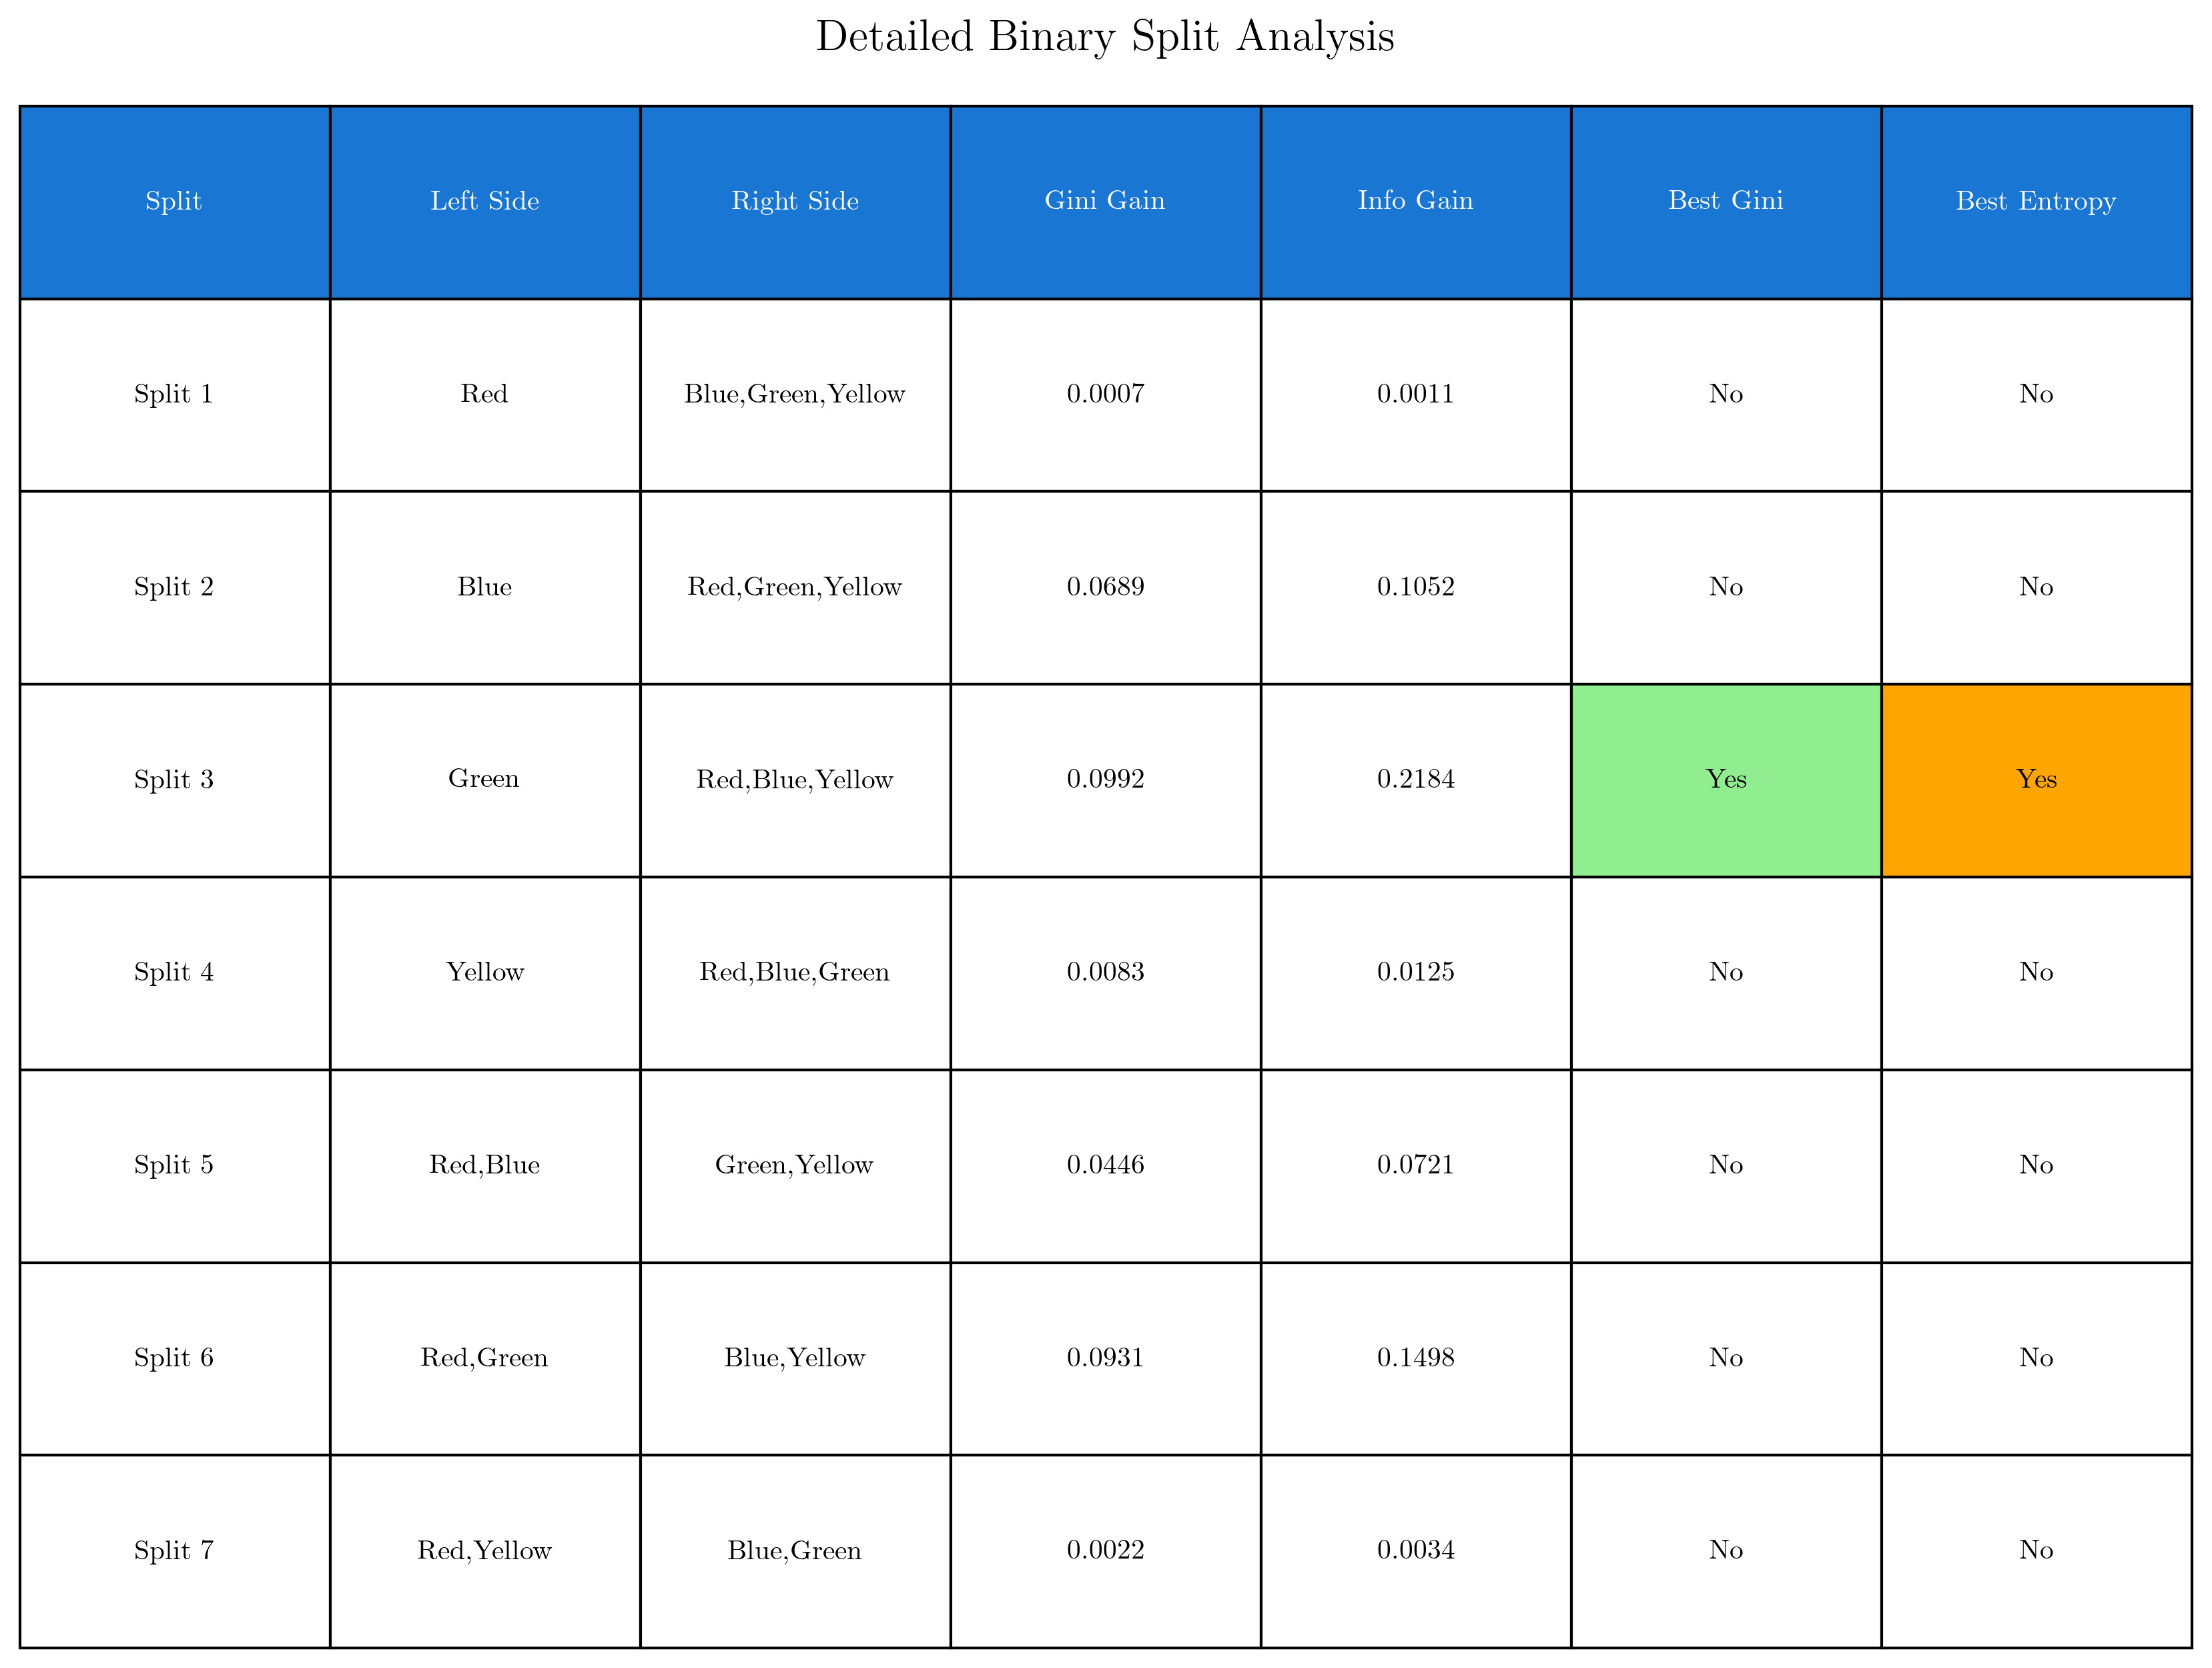 Detailed Binary Split Analysis
Split Left Side Right Side Gini Gain Info Gain Best Gini Best Entropy
Split 1 Red Blue,Green,Yellow 0.0007 0.0011 No No
Split 2 Blue Red,Green,Yellow 0.0689 0.1052 No No
Split 3 Green Red,Blue,Yellow 0.0992 0.2184 Yes Yes
Split 4 Yellow Red,Blue,Green 0.0083 0.0125 No No
Split 5 Red,Blue Green,Yellow 0.0446 0.0721 No No
Split 6 Red,Green Blue,Yellow 0.0931 0.1498 No No
Split 7 Red,Yellow Blue,Green 0.0022 0.0034 No No